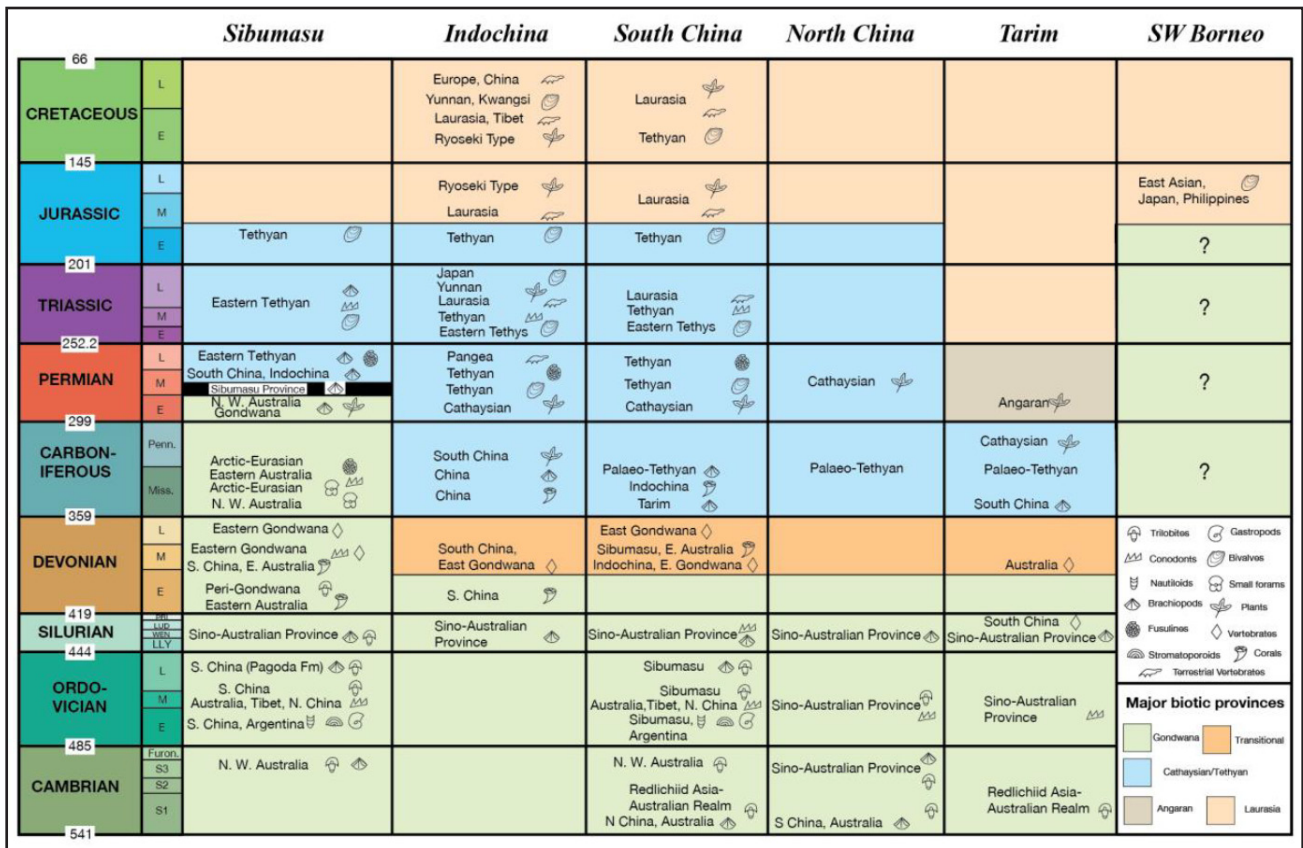 Sibumasu Indochina South China North China Tarim SW Borneo
66
CRETACEOUS
L
E
Europe, China
Yunnan, Kwangsi
Laurasia, Tibet
Ryoseki Type
Laurasia
Tethyan
145
JURASSIC
L
M
E
Tethyan
Ryoseki Type
Laurasia
Tethyan
Laurasia
Tethyan
East Asian,
Japan, Philippines
?
201
TRIASSIC
L
M
E
Eastern Tethyan
Japan
Yunnan
Laurasia
Tethyan
Eastern Tethys
Laurasia
Tethyan
Eastern Tethys
?
252.2
PERMIAN
L
M
E
Eastern Tethyan
South China, Indochina
Sibumasu Province
N. W. Australia
Gondwana
Pangea
Tethyan
Tethyan
Cathaysian
Tethyan
Tethyan
Cathaysian
Cathaysian
Angaran
?
299
CARBON-
IFEROUS
Penn.
Miss.
Arctic-Eurasian
Eastern Australia
Arctic-Eurasian
N. W. Australia
South China
China
China
Palaeo-Tethyan
Indochina
Tarim
Palaeo-Tethyan
Cathaysian
Palaeo-Tethyan
South China
?
359
DEVONIAN
L
M
E
Eastern Gondwana
Eastern Gondwana
S. China, E. Australia
Peri-Gondwana
Eastern Australia
South China,
East Gondwana
S. China
East Gondwana
Sibumasu, E. Australia
Indochina, E. Gondwana
Australia
419
SILURIAN
LUD
WEN
LLY
Sino-Australian Province
Sino-Australian
Province
Sino-Australian Province
Sino-Australian Province
South China
Sino-Australian Province
444
ORDO-
VICIAN
L
M
E
S. China (Pagoda Fm)
S. China
Australia, Tibet, N. China
S. China, Argentina
Sibumasu
Sibumasu
Australia,Tibet, N. China
Sibumasu,
Argentina
Sino-Australian Province
Sino-Australian
Province
485
CAMBRIAN
Furon.
S3
S2
S1
N. W. Australia
N. W. Australia
Redlichiid Asia-
Australian Realm
N China, Australia
Sino-Australian Province
S China, Australia
Redlichiid Asia-
Australian Realm
541
Trilobites Gastropods
Conodonts Bivalves
Nautiloids Small forams
Brachiopods Plants
Fusulines Vertebrates
Stromatoporoids Corals
Terrestrial Vertebrates
Major biotic provinces
Gondwana Transitional
Cathaysian/Tethyan
Angaran Laurasia